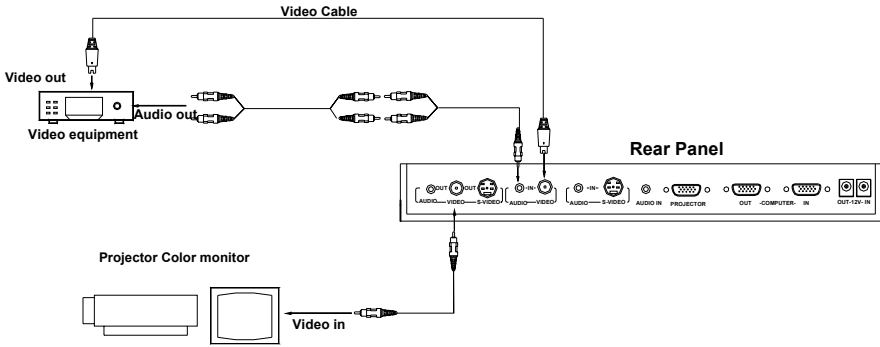 Video Cable
Video out
Audio out
Video equipment
Rear Panel
OUT OUT -IN- -IN-
AUDIO VIDEO S-VIDEO AUDIO VIDEO AUDIO S-VIDEO AUDIO IN PROJECTOR OUT -COMPUTER- IN OUT-12V- IN
Projector Color monitor
Video in